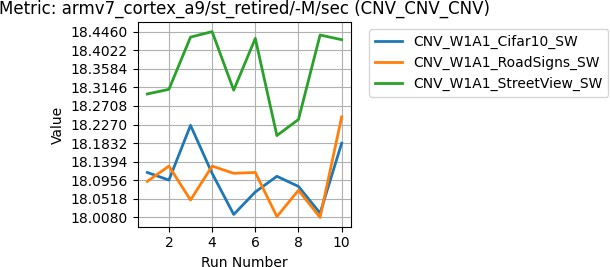 Metric: armv7_cortex_a9/st_retired/-M/sec (CNV_CNV_CNV)
18.4460
18.4022
18.3584
18.3146
18.2708
18.2270
18.1832
18.1394
18.0956
18.0518
18.0080
Value
2 4 6 8 10
Run Number
CNV_W1A1_Cifar10_SW
CNV_W1A1_RoadSigns_SW
CNV_W1A1_StreetView_SW